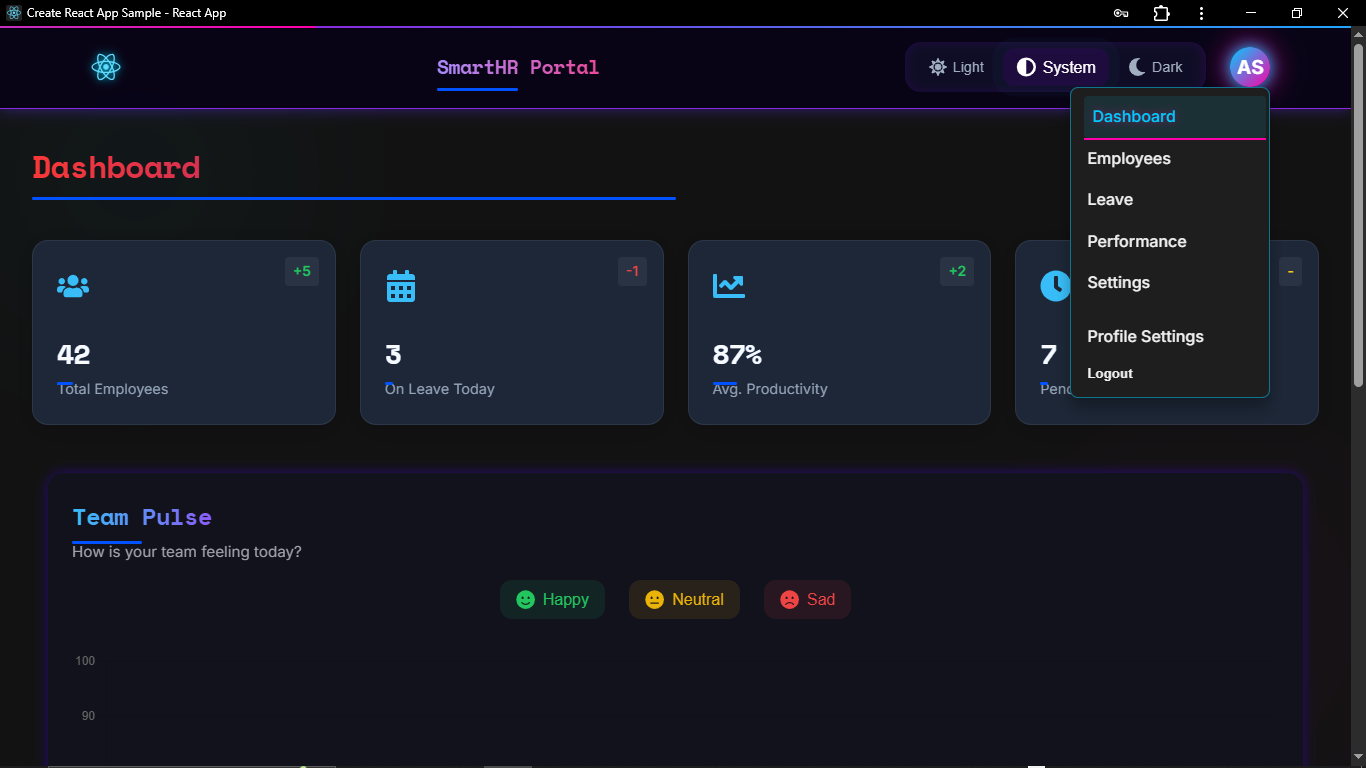 Create React App Sample - React App
SmartHR Portal
Light
System
Dark
AS
Dashboard
Employees
Leave
Performance
Settings
Profile Settings
Logout
Dashboard
+5
42
Total Employees
-1
3
On Leave Today
+2
87%
Avg. Productivity
-
7
Team Pulse
How is your team feeling today?
Happy
Neutral
Sad
100
90